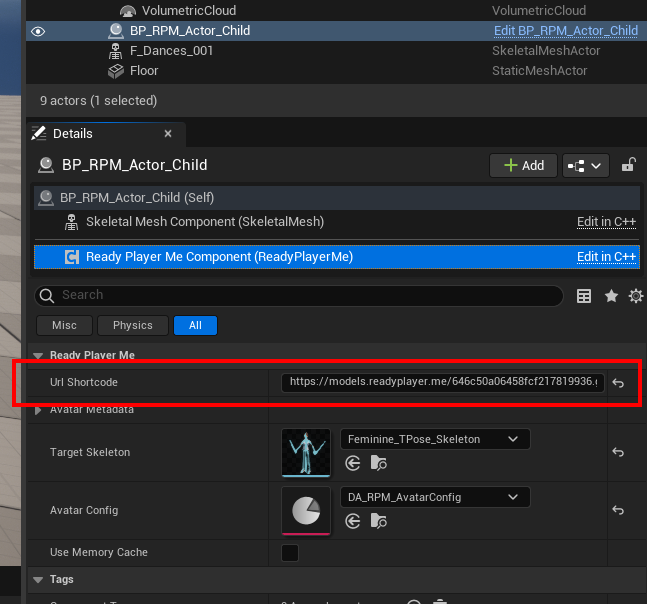 VolumetricCloud VolumetricCloud
BP_RPM_Actor_Child Edit BP_RPM_Actor_Child
F_Dances_001 SkeletalMeshActor
Floor StaticMeshActor
9 actors (1 selected)
Details
BP_RPM_Actor_Child Add
BP_RPM_Actor_Child (Self)
Skeletal Mesh Component (SkeletalMesh) Edit in C++
Ready Player Me Component (ReadyPlayerMe) Edit in C++
Search
Misc Physics All
Ready Player Me
Url Shortcode https://models.readyplayer.me/646c50a06458fcf217819936.g
Avatar Metadata
Target Skeleton Feminine_TPose_Skeleton
Avatar Config DA_RPM_AvatarConfig
Use Memory Cache
Tags